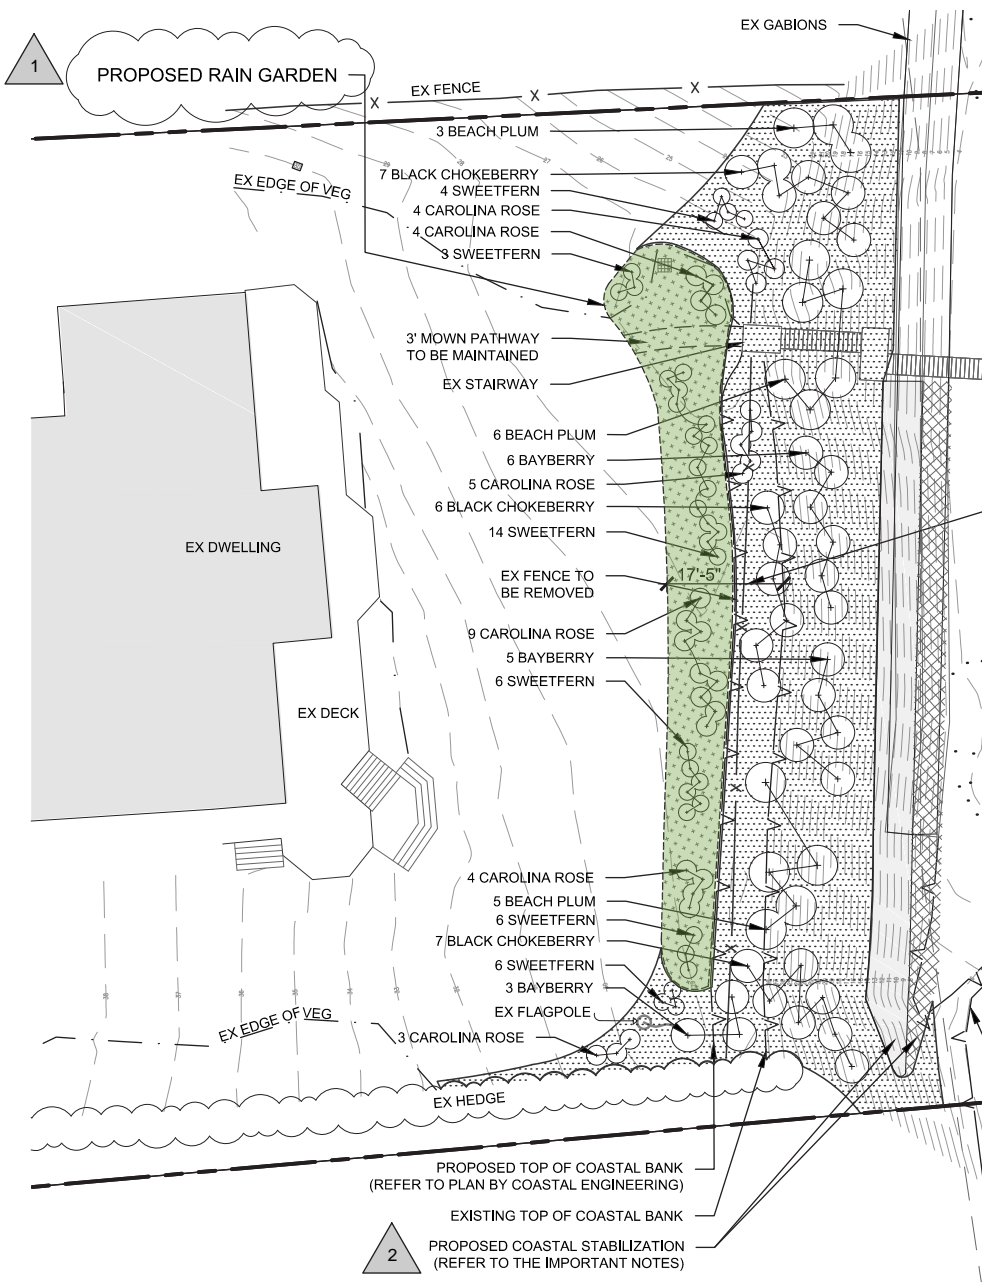 EX GABIONS
1
PROPOSED RAIN GARDEN
EX FENCE
X X X
3 BEACH PLUM
7 BLACK CHOKEBERRY
EX EDGE OF VEG
4 SWEETFERN
4 CAROLINA ROSE
4 CAROLINA ROSE
3 SWEETFERN
3' MOWN PATHWAY
TO BE MAINTAINED
EX STAIRWAY
6 BEACH PLUM
6 BAYBERRY
5 CAROLINA ROSE
6 BLACK CHOKEBERRY
14 SWEETFERN
EX DWELLING
EX FENCE TO
BE REMOVED
17'-5"
9 CAROLINA ROSE
5 BAYBERRY
6 SWEETFERN
EX DECK
X
4 CAROLINA ROSE
5 BEACH PLUM
6 SWEETFERN
7 BLACK CHOKEBERRY
X
6 SWEETFERN
3 BAYBERRY
EX FLAGPOLE
EX EDGE OF VEG
3 CAROLINA ROSE
EX HEDGE
PROPOSED TOP OF COASTAL BANK
(REFER TO PLAN BY COASTAL ENGINEERING)
EXISTING TOP OF COASTAL BANK
2
PROPOSED COASTAL STABILIZATION
(REFER TO THE IMPORTANT NOTES)